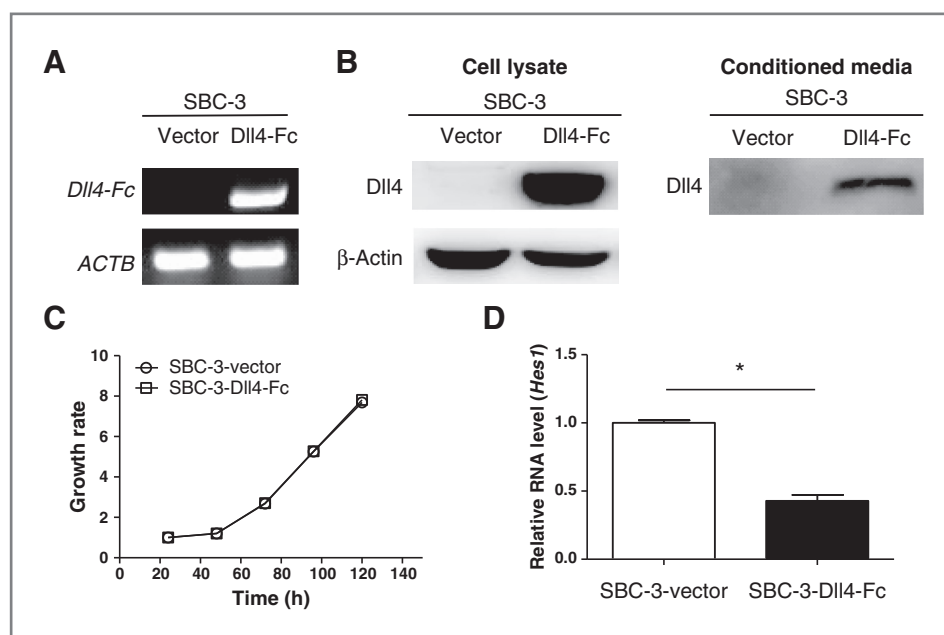 A
SBC-3
Vector Dll4-Fc
Dll4-Fc
ACTB
B
Cell lysate
SBC-3
Vector Dll4-Fc
Dll4
β-Actin
Conditioned media
SBC-3
Vector Dll4-Fc
Dll4
C
10
8
6
4
2
0
Growth rate
SBC-3-vector
SBC-3-Dll4-Fc
0 20 40 60 80 100 120 140
Time (h)
D
Relative RNA level (Hes1)
1.5
1.0
0.5
0.0
*
SBC-3-vector SBC-3-Dll4-Fc